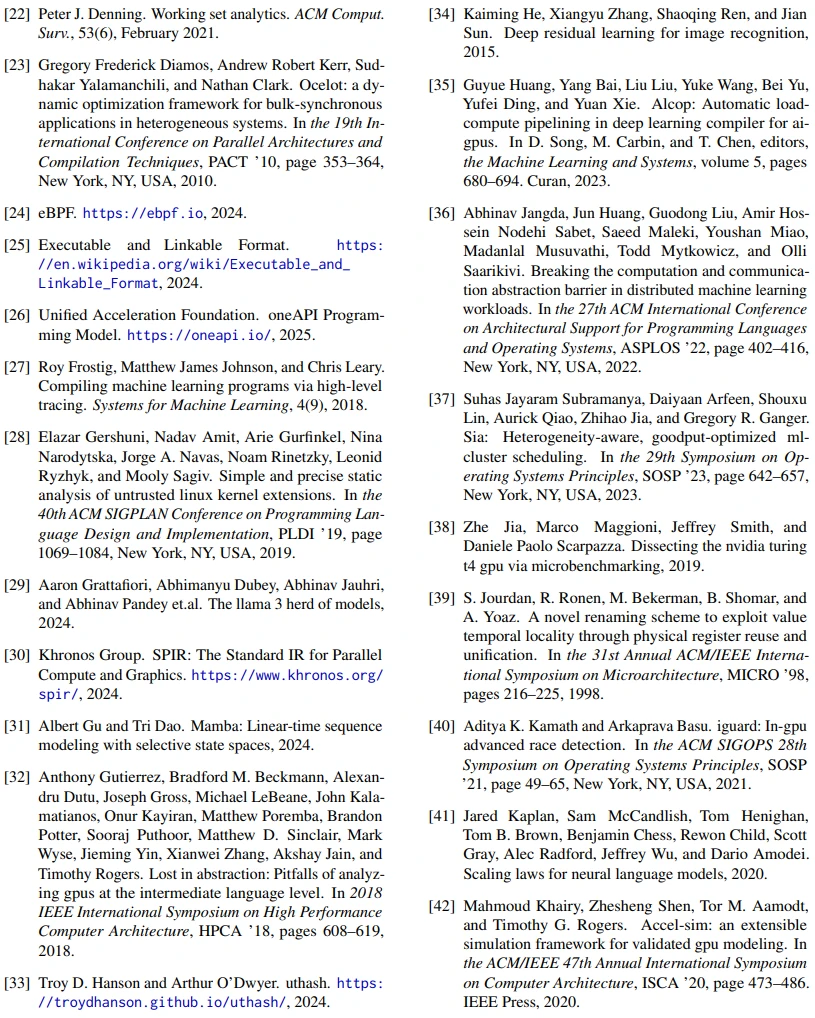 [22] Peter J. Denning. Working set analytics. ACM Comput.
Surv., 53(6), February 2021.
[23] Gregory Frederick Diamos, Andrew Robert Kerr, Sud-
hakar Yalamanchili, and Nathan Clark. Ocelot: a dy-
namic optimization framework for bulk-synchronous
applications in heterogeneous systems. In the 19th In-
ternational Conference on Parallel Architectures and
Compilation Techniques, PACT ’10, page 353–364,
New York, NY, USA, 2010.
[24] eBPF. https://ebpf.io, 2024.
[25] Executable and Linkable Format. https:
//en.wikipedia.org/wiki/Executable_and_
Linkable_Format, 2024.
[26] Unified Acceleration Foundation. oneAPI Program-
ming Model. https://oneapi.io/, 2025.
[27] Roy Frostig, Matthew James Johnson, and Chris Leary.
Compiling machine learning programs via high-level
tracing. Systems for Machine Learning, 4(9), 2018.
[28] Elazar Gershuni, Nadav Amit, Arie Gurfinkel, Nina
Narodytska, Jorge A. Navas, Noam Rinetzky, Leonid
Ryzhyk, and Mooly Sagiv. Simple and precise static
analysis of untrusted linux kernel extensions. In the
40th ACM SIGPLAN Conference on Programming Lan-
guage Design and Implementation, PLDI ’19, page
1069–1084, New York, NY, USA, 2019.
[29] Aaron Grattafiori, Abhimanyu Dubey, Abhinav Jauhri,
and Abhinav Pandey et.al. The llama 3 herd of models,
2024.
[30] Khronos Group. SPIR: The Standard IR for Parallel
Compute and Graphics. https://www.khronos.org/
spir/, 2024.
[31] Albert Gu and Tri Dao. Mamba: Linear-time sequence
modeling with selective state spaces, 2024.
[32] Anthony Gutierrez, Bradford M. Beckmann, Alexan-
dru Dutu, Joseph Gross, Michael LeBeane, John Kala-
matianos, Onur Kayiran, Matthew Poremba, Brandon
Potter, Sooraj Puthoor, Matthew D. Sinclair, Mark
Wyse, Jieming Yin, Xianwei Zhang, Akshay Jain, and
Timothy Rogers. Lost in abstraction: Pitfalls of analyz-
ing gpus at the intermediate language level. In 2018
IEEE International Symposium on High Performance
Computer Architecture, HPCA ’18, pages 608–619,
2018.
[33] Troy D. Hanson and Arthur O’Dwyer. uthash. https:
//troydhanson.github.io/uthash/, 2024.
[34] Kaiming He, Xiangyu Zhang, Shaoqing Ren, and Jian
Sun. Deep residual learning for image recognition,
2015.
[35] Guyue Huang, Yang Bai, Liu Liu, Yuke Wang, Bei Yu,
Yufei Ding, and Yuan Xie. Alcop: Automatic load-
compute pipelining in deep learning compiler for ai-
gpus. In D. Song, M. Carbin, and T. Chen, editors,
the Machine Learning and Systems, volume 5, pages
680–694. Curan, 2023.
[36] Abhinav Jangda, Jun Huang, Guodong Liu, Amir Hos-
sein Nodehi Sabet, Saeed Maleki, Youshan Miao,
Madanlal Musuvathi, Todd Mytkowicz, and Olli
Saarikivi. Breaking the computation and communica-
tion abstraction barrier in distributed machine learning
workloads. In the 27th ACM International Conference
on Architectural Support for Programming Languages
and Operating Systems, ASPLOS ’22, page 402–416,
New York, NY, USA, 2022.
[37] Suhas Jayaram Subramanya, Daiyaan Arfeen, Shouxu
Lin, Aurick Qiao, Zhihao Jia, and Gregory R. Ganger.
Sia: Heterogeneity-aware, goodput-optimized ml-
cluster scheduling. In the 29th Symposium on Op-
erating Systems Principles, SOSP ’23, page 642–657,
New York, NY, USA, 2023.
[38] Zhe Jia, Marco Maggioni, Jeffrey Smith, and
Daniele Paolo Scarpazza. Dissecting the nvidia turing
t4 gpu via microbenchmarking, 2019.
[39] S. Jourdan, R. Ronen, M. Bekerman, B. Shomar, and
A. Yoaz. A novel renaming scheme to exploit value
temporal locality through physical register reuse and
unification. In the 31st Annual ACM/IEEE Interna-
tional Symposium on Microarchitecture, MICRO ’98,
pages 216–225, 1998.
[40] Aditya K. Kamath and Arkaprava Basu. iguard: In-gpu
advanced race detection. In the ACM SIGOPS 28th
Symposium on Operating Systems Principles, SOSP
’21, page 49–65, New York, NY, USA, 2021.
[41] Jared Kaplan, Sam McCandlish, Tom Henighan,
Tom B. Brown, Benjamin Chess, Rewon Child, Scott
Gray, Alec Radford, Jeffrey Wu, and Dario Amodei.
Scaling laws for neural language models, 2020.
[42] Mahmoud Khairy, Zhesheng Shen, Tor M. Aamodt,
and Timothy G. Rogers. Accel-sim: an extensible
simulation framework for validated gpu modeling. In
the ACM/IEEE 47th Annual International Symposium
on Computer Architecture, ISCA ’20, page 473–486.
IEEE Press, 2020.